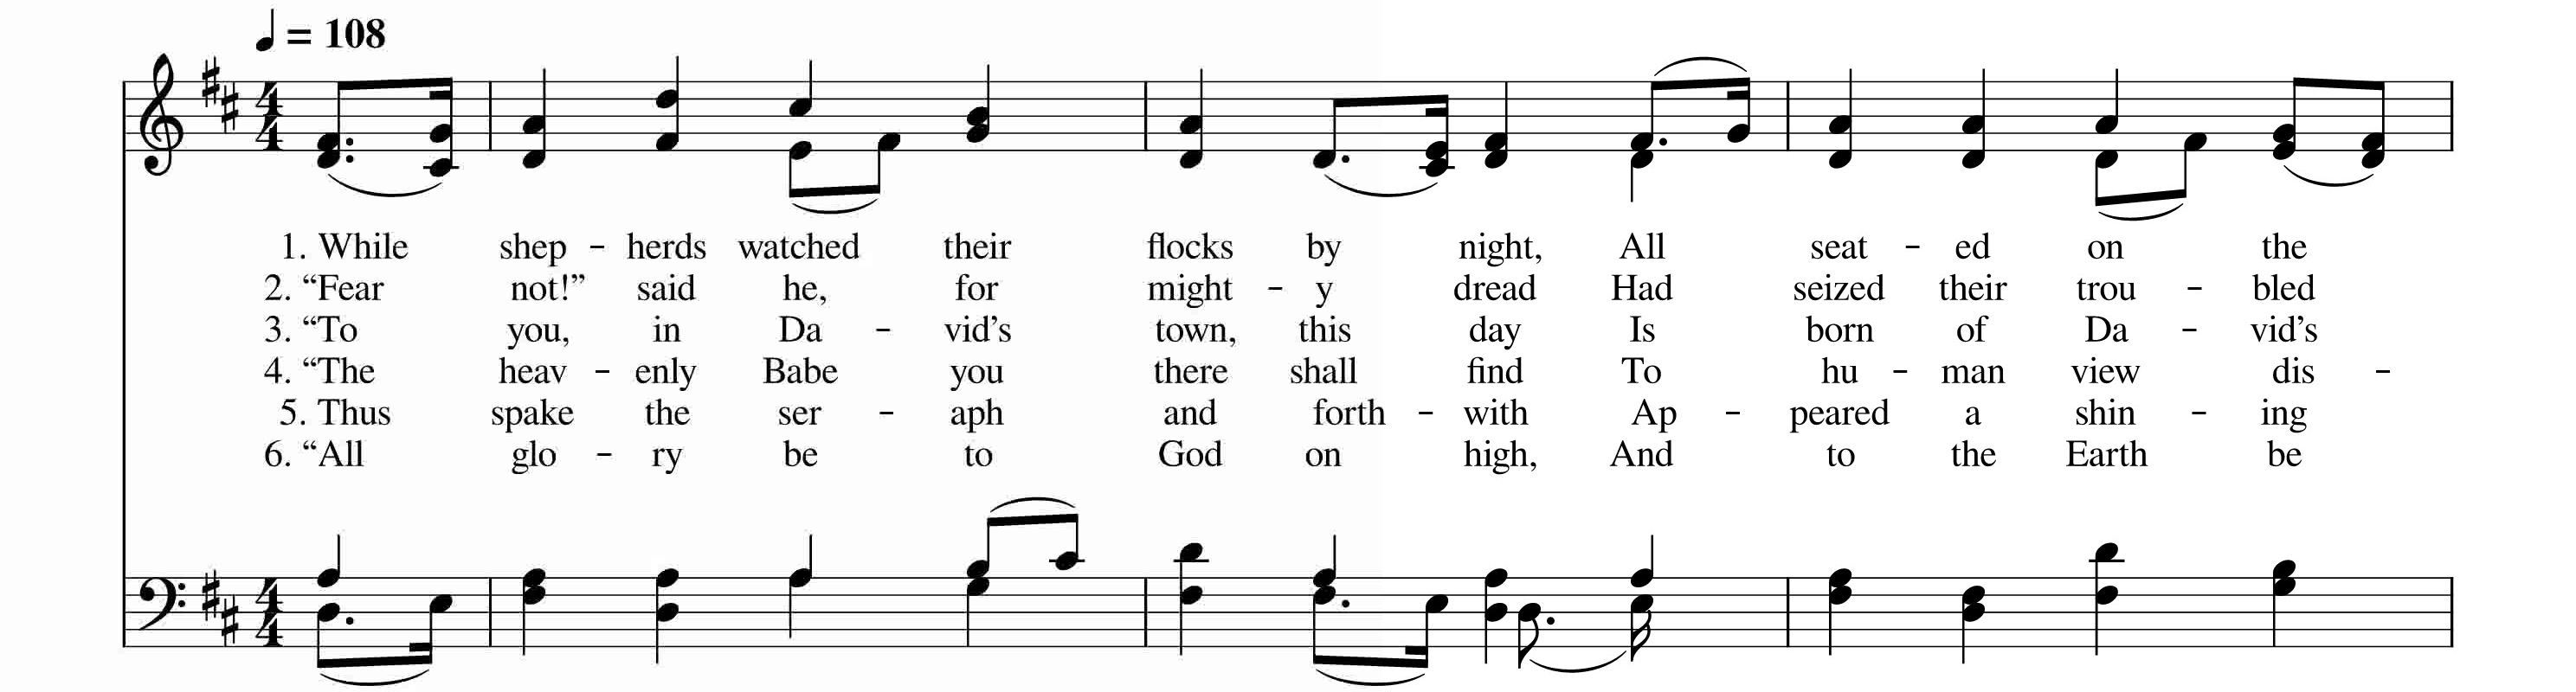 ♩ = 108
1. While shep - herds watched their flocks by night, All seat - ed on the
2. “Fear not!” said he, for might - y dread Had seized their trou - bled
3. “To you, in Da - vid’s town, this day Is born of Da - vid’s
4. “The heav - enly Babe you there shall find To hu - man view dis -
5. Thus spake the ser - aph and forth - with Ap - peared a shin - ing
6. “All glo - ry be to God on high, And to the Earth be